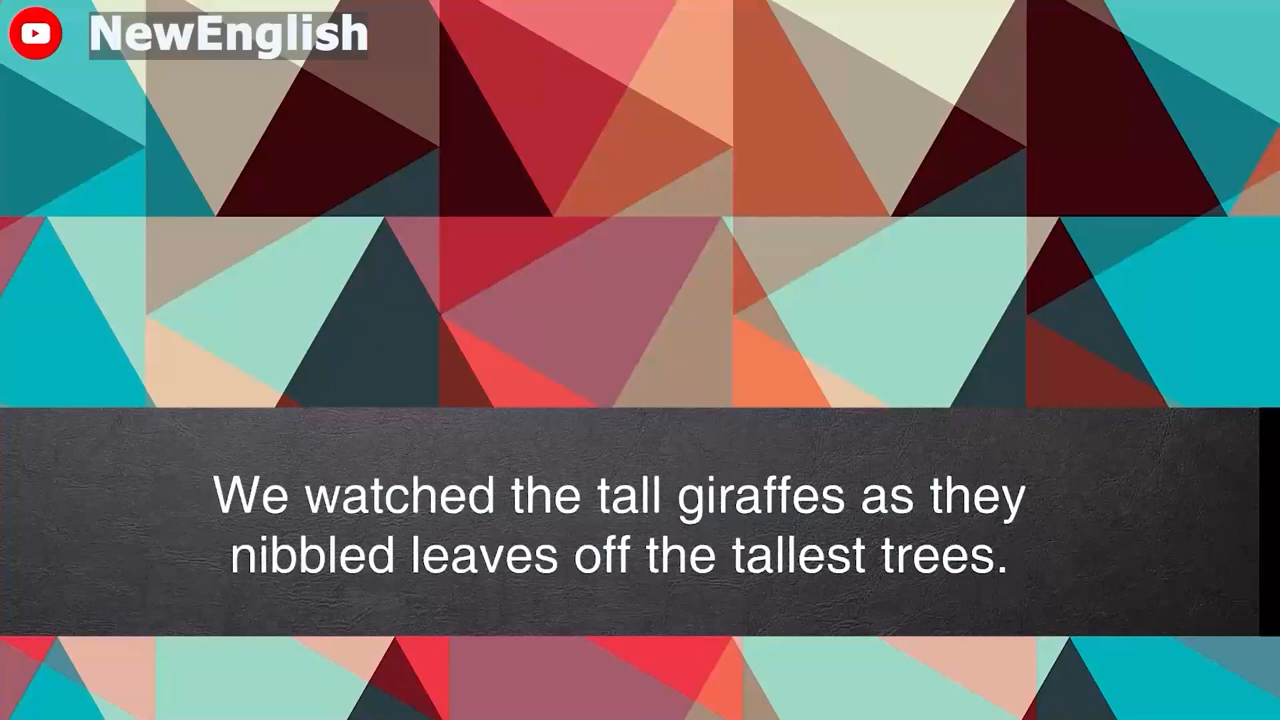 NewEnglish
We watched the tall giraffes as they
nibbled leaves off the tallest trees.